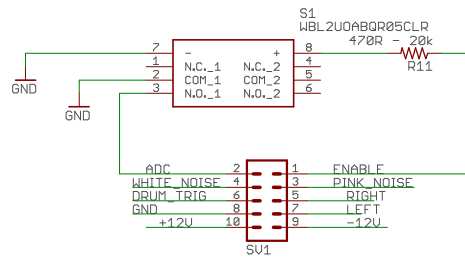 S1
WBL2UOABQR05CLR
470R - 20k
R11
7 - + 8
1 N.C._1 N.C._2 4
2 COM_1 COM_2 5
3 N.O._1 N.O._2 6
GND
GND
ADC 2 1 ENABLE
WHITE_NOISE 4 3 PINK_NOISE
DRUM_TRIG 6 5 RIGHT
GND 8 7 LEFT
+12V 10 9 -12V
SV1